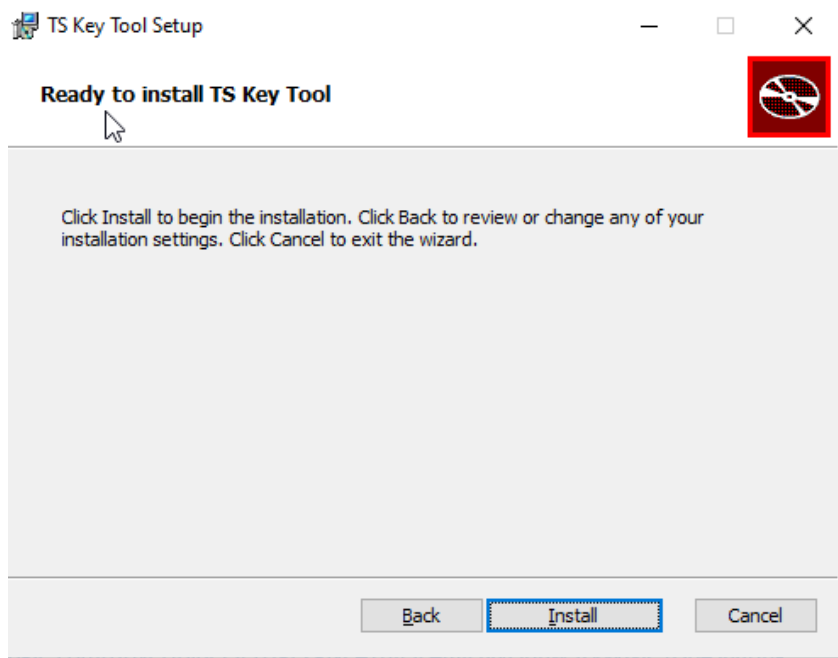 TS Key Tool Setup
Ready to install TS Key Tool
Click Install to begin the installation. Click Back to review or change any of your
installation settings. Click Cancel to exit the wizard.
Back Install Cancel